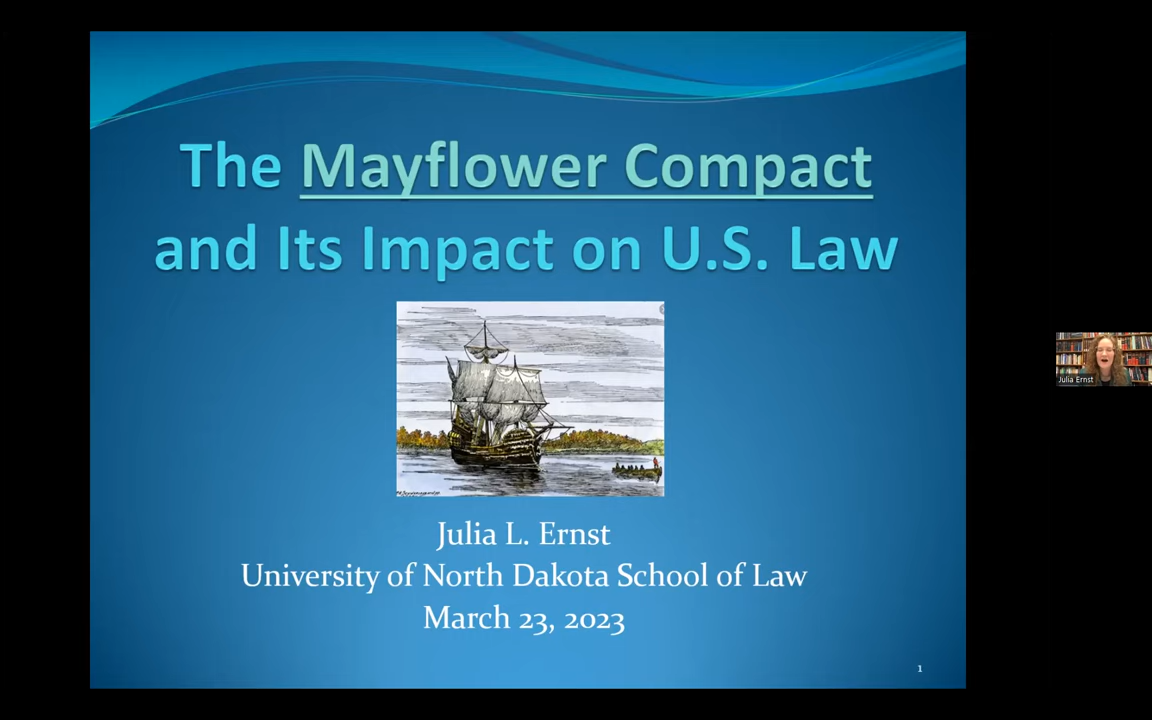 The Mayflower Compact
and Its Impact on U.S. Law
Julia L. Ernst
University of North Dakota School of Law
March 23, 2023
1
Julia Ernst